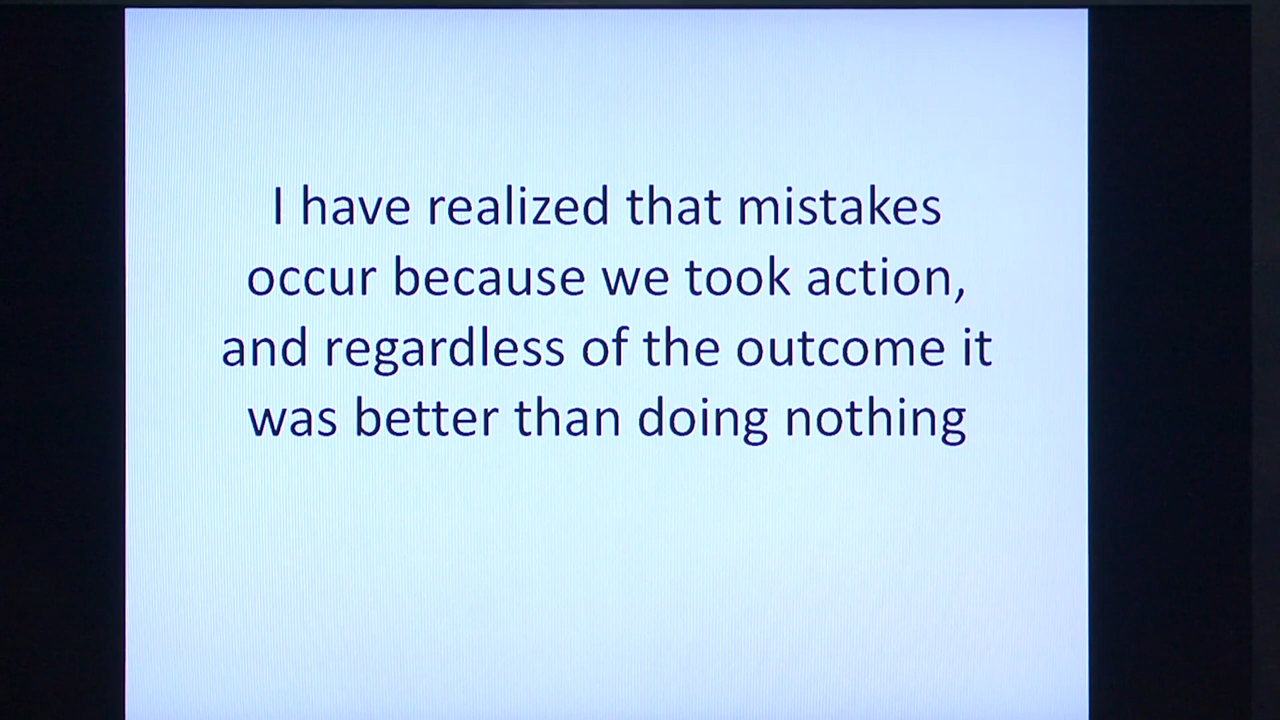 I have realized that mistakes
occur because we took action,
and regardless of the outcome it
was better than doing nothing